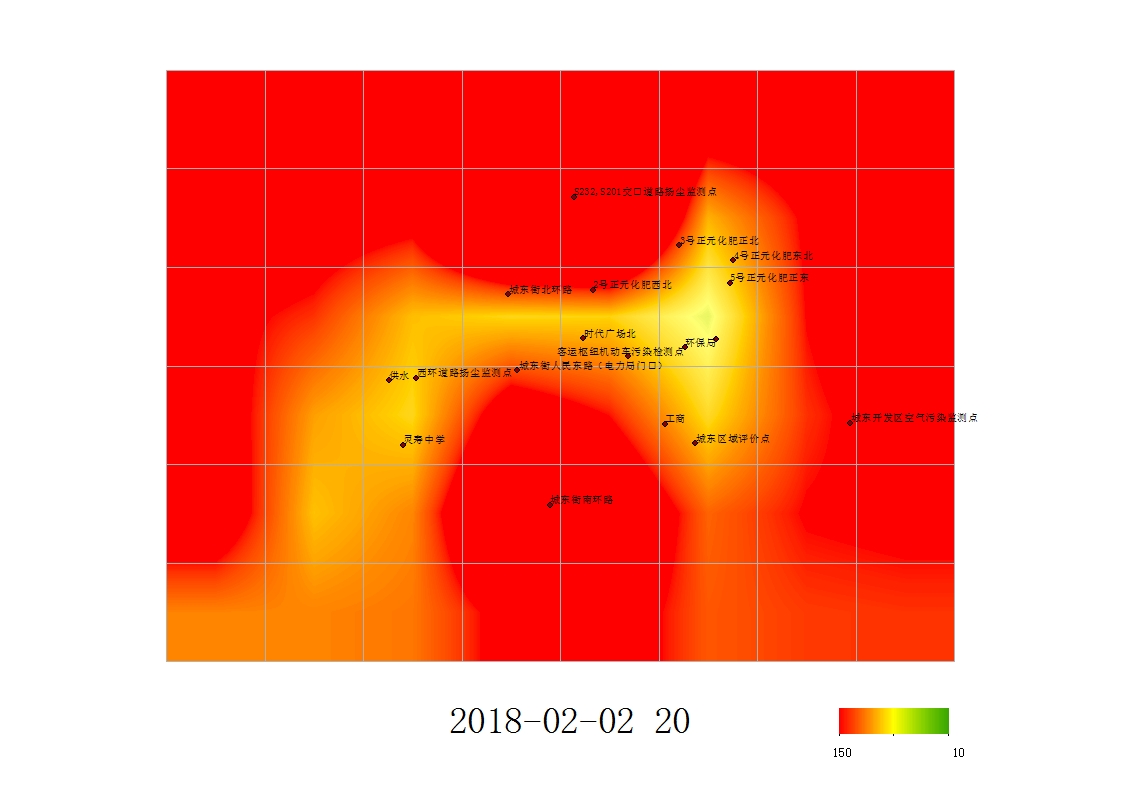 S232,S201交口道路扬尘监测点
3号正元化肥正北
4号正元化肥东北
5号正元化肥正东
城东街北环路
2号正元化肥西北
时代广场北
环保局
客运枢纽机动车污染检测点
城东街人民东路（电力局门口）
供水
西环道路扬尘监测点
工商
城东开发区空气污染监测点
灵寿中学
城东区域评价点
城东街南环路
2018-02-02 20
150
10